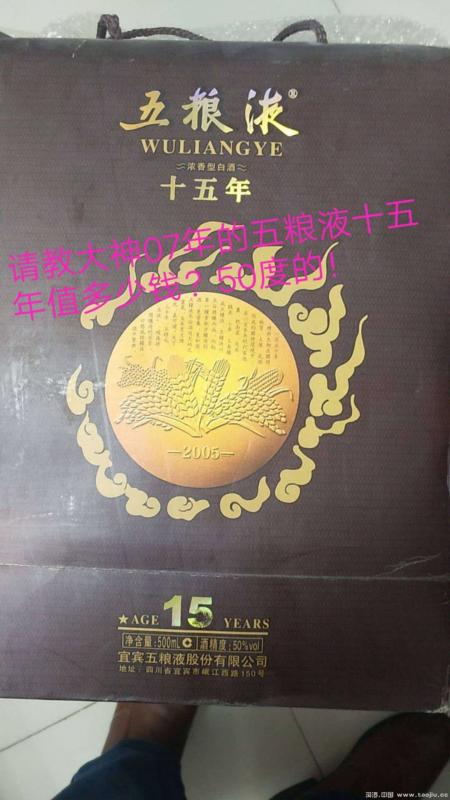 五粮液®
WULIANGYE
~浓香型白酒~
十五年
请教大神07年的五粮液十五
年值多少钱？50度的！
—2005—
★AGE 15 YEARS
净含量:500mL C 酒精度:50%vol
宜宾五粮液股份有限公司
地址:四川省宜宾市岷江西路150号
淘酒.中国 www.taojiu.cc